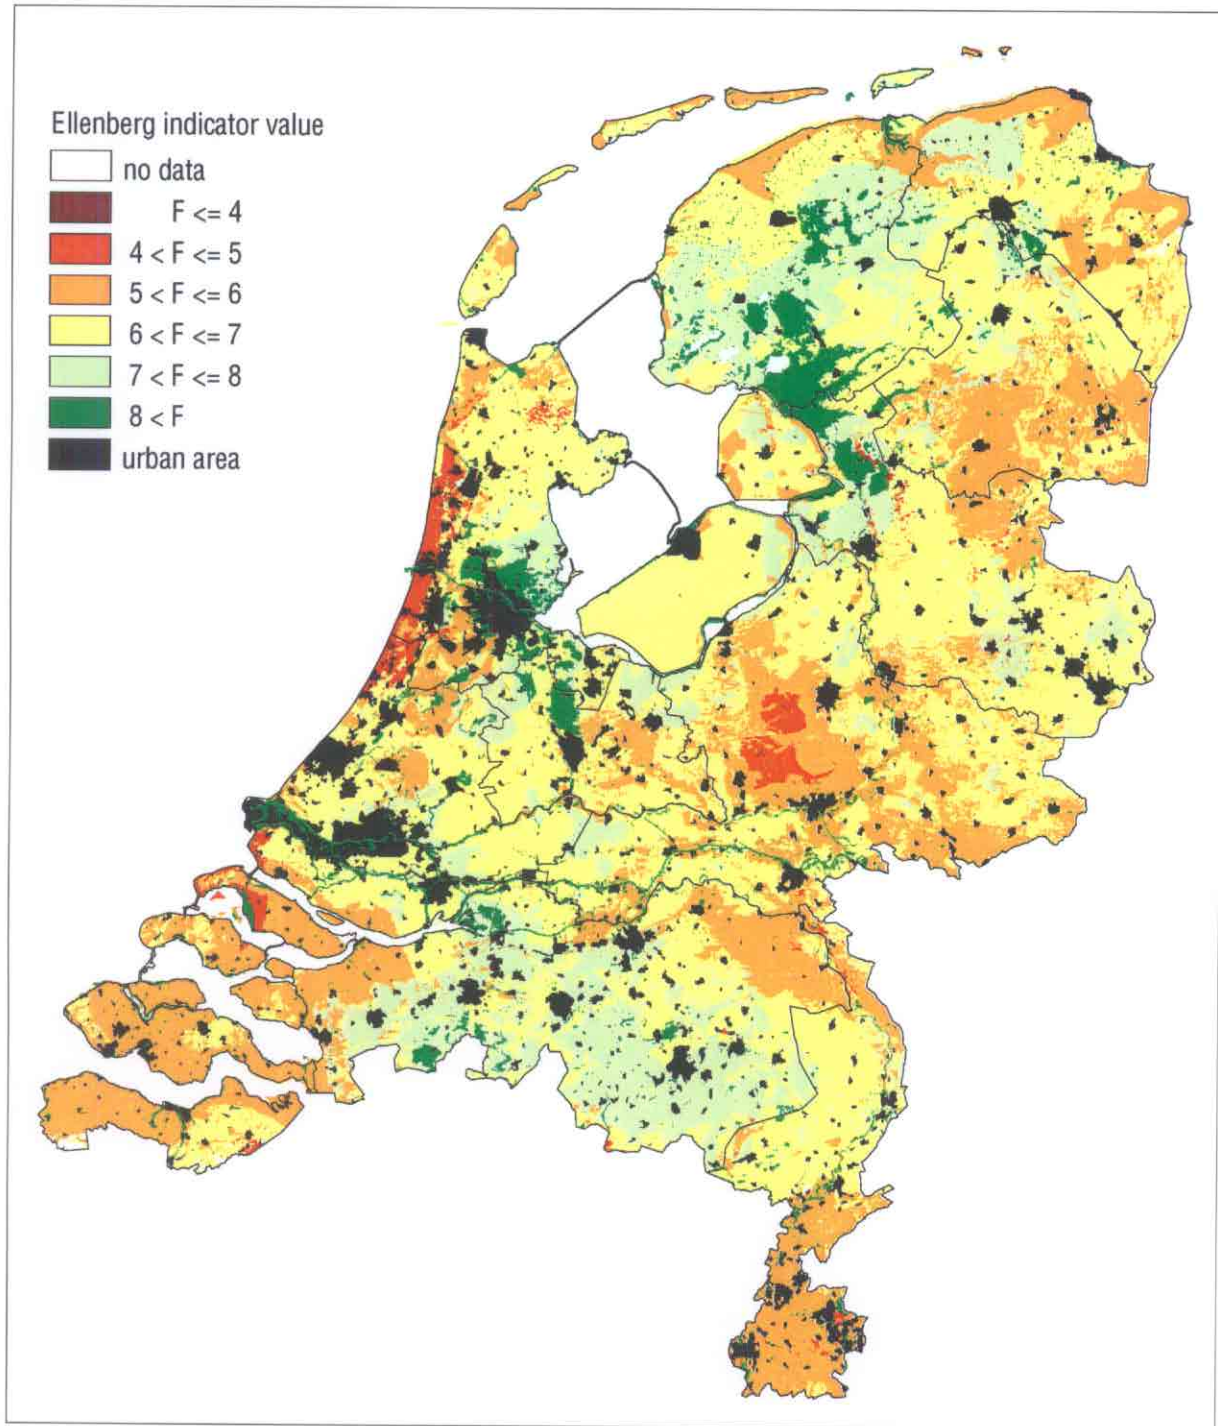 Ellenberg indicator value
no data
F <= 4
4 < F <= 5
5 < F <= 6
6 < F <= 7
7 < F <= 8
8 < F
urban area